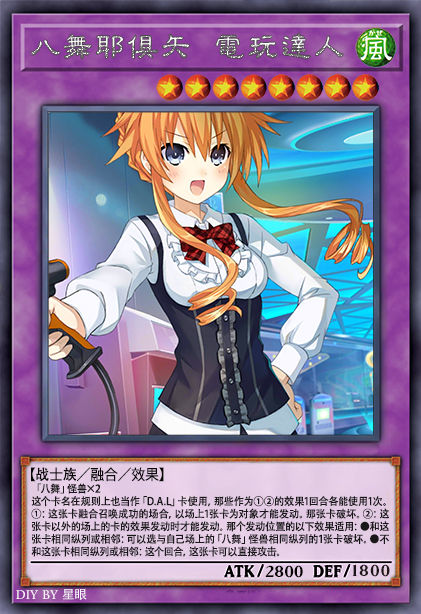 八舞耶俱矢 電玩達人
かぜ
風
【战士族／融合／效果】
「八舞」怪兽×2
这个卡名在规则上也当作「D.A.L」卡使用，那些作为①②的效果1回合各能使用1次。
①：这张卡融合召唤成功的场合，以场上1张卡为对象才能发动。那张卡破坏。②：这
张卡以外的场上的卡的效果发动时才能发动。那个发动位置的以下效果适用：●和这
张卡相同纵列或相邻：可以选与自己场上的「八舞」怪兽相同纵列的1张卡破坏。●不
和这张卡相同纵列或相邻：这个回合，这张卡可以直接攻击。
ATK/2800 DEF/1800
DIY BY 星眼